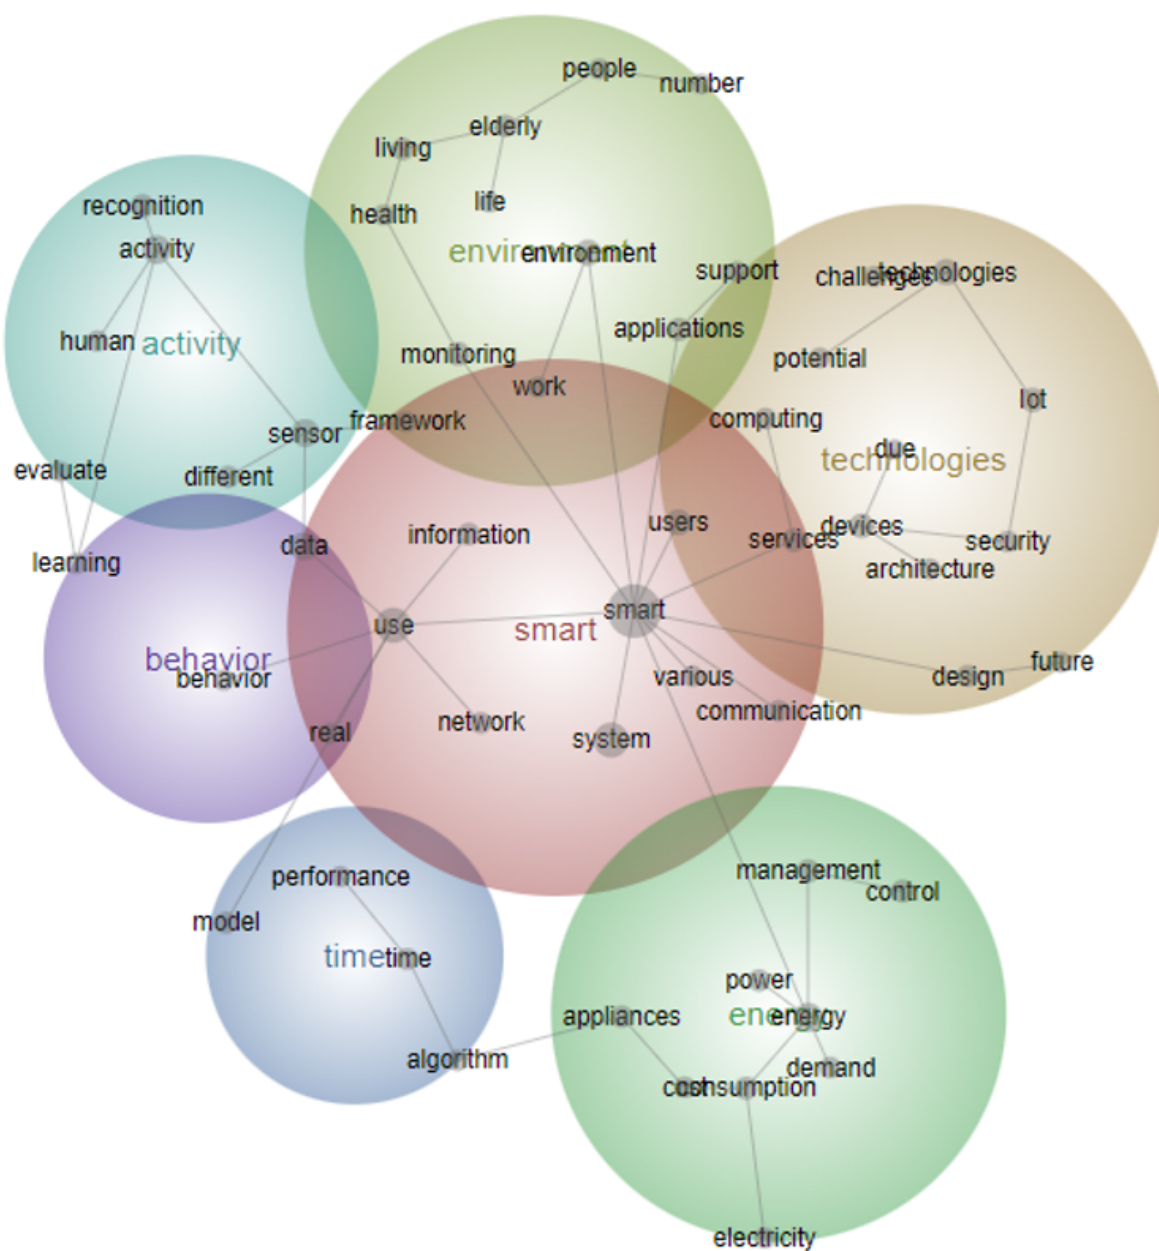 people
number
elderly
living
life
health
environment
environment
support
applications
monitoring
work
framework
recognition
activity
human
activity
sensor
evaluate
different
learning
data
challenges
technologies
potential
Iot
computing
due
technologies
devices
services
security
architecture
design
future
information
users
use
smart
smart
various
communication
network
system
real
behavior
behavior
performance
model
time
time
algorithm
management
control
power
energy
energy
appliances
demand
cost
consumption
electricity